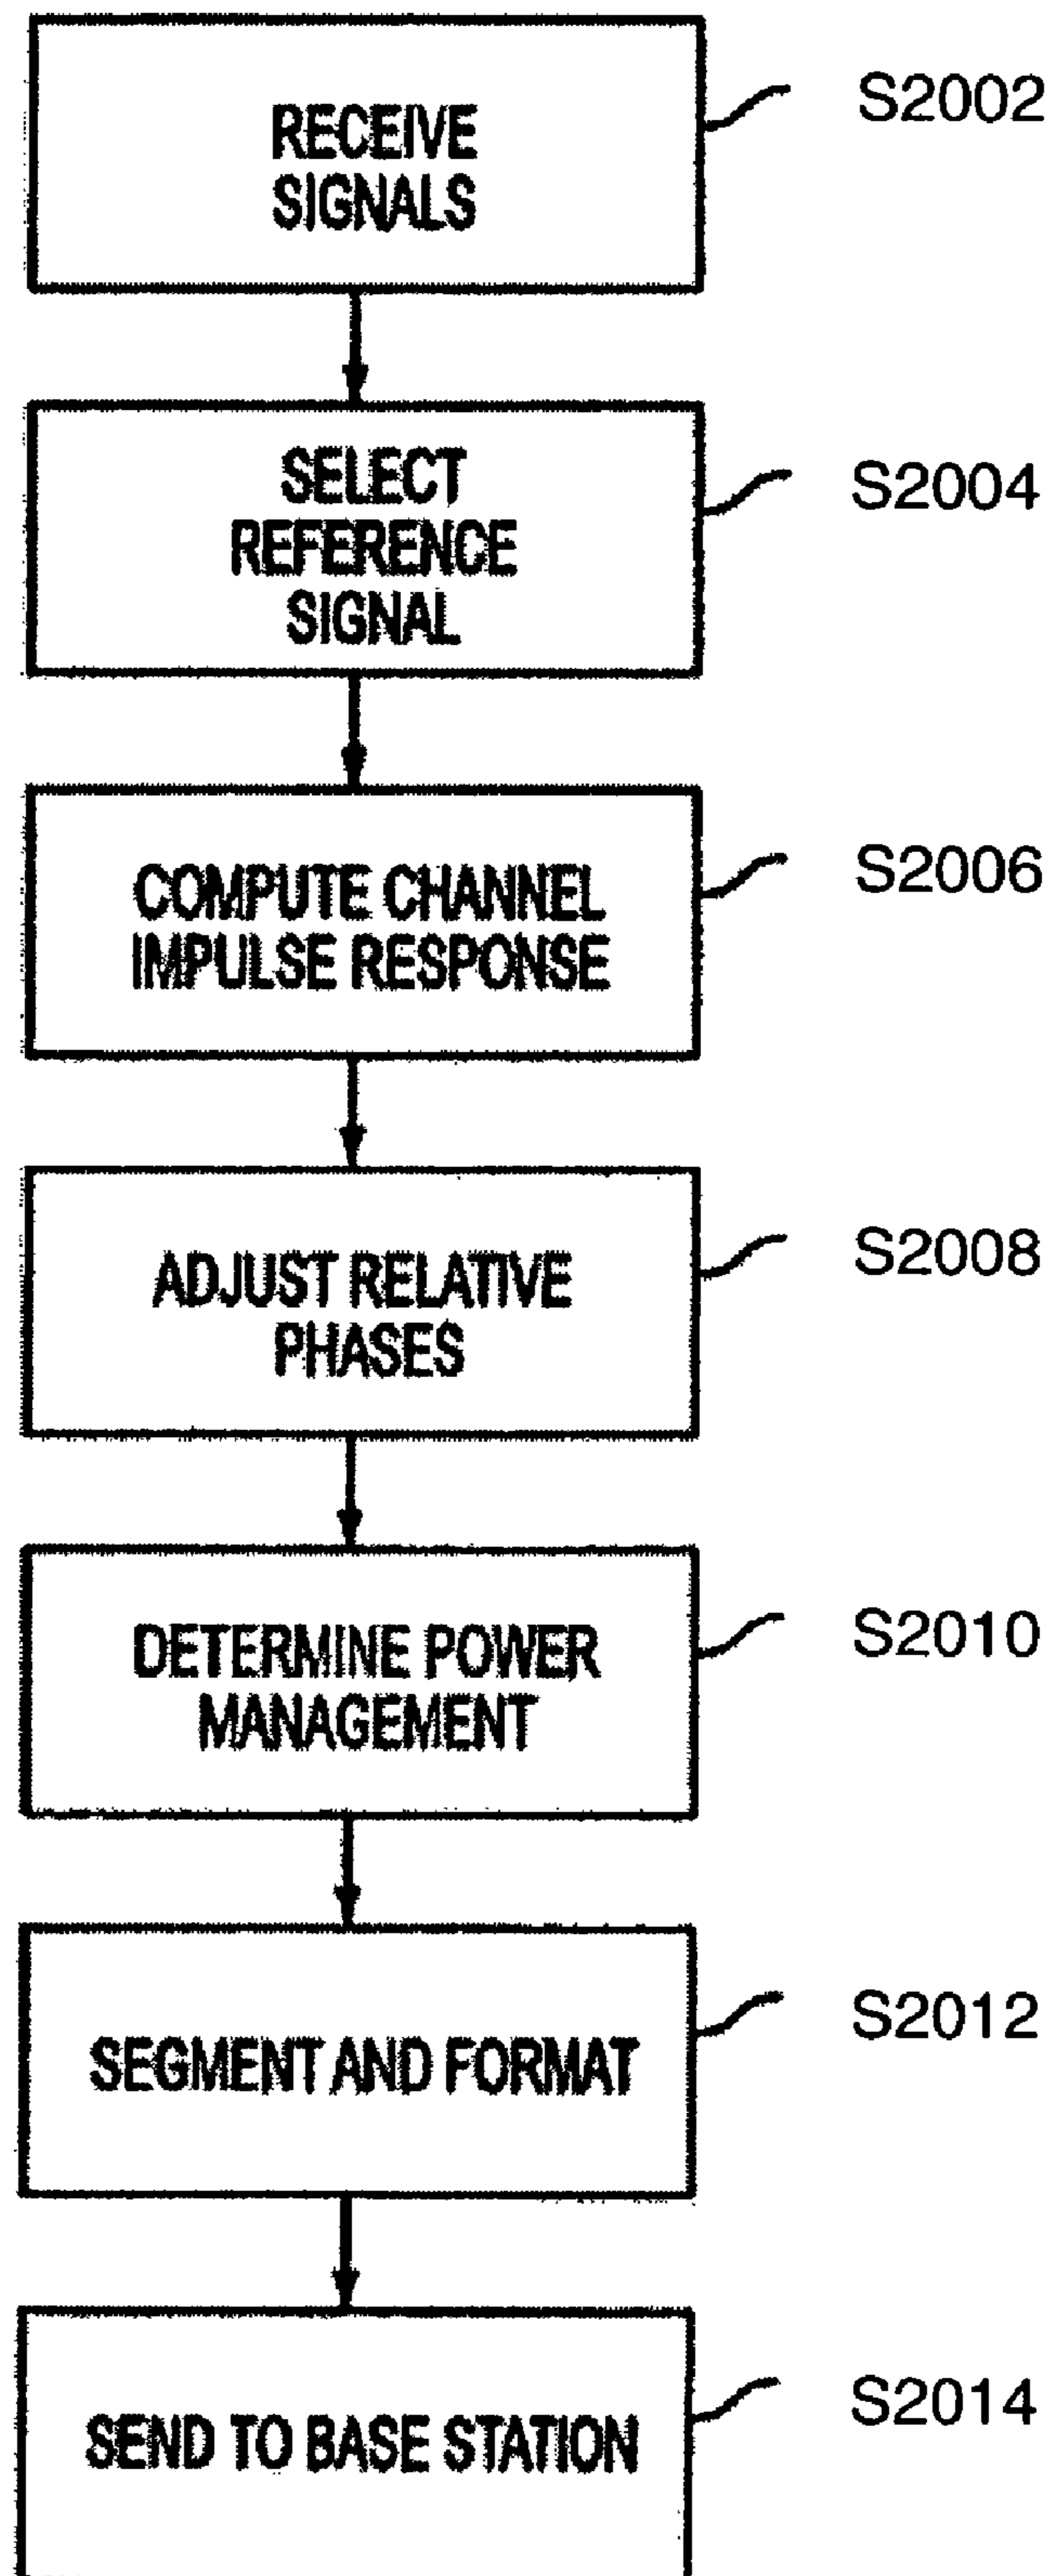 RECEIVE
SIGNALS
S2002
SELECT
REFERENCE
SIGNAL
S2004
COMPUTE CHANNEL
IMPULSE RESPONSE
S2006
ADJUST RELATIVE
PHASES
S2008
DETERMINE POWER
MANAGEMENT
S2010
SEGMENT AND FORMAT
S2012
SEND TO BASE STATION
S2014